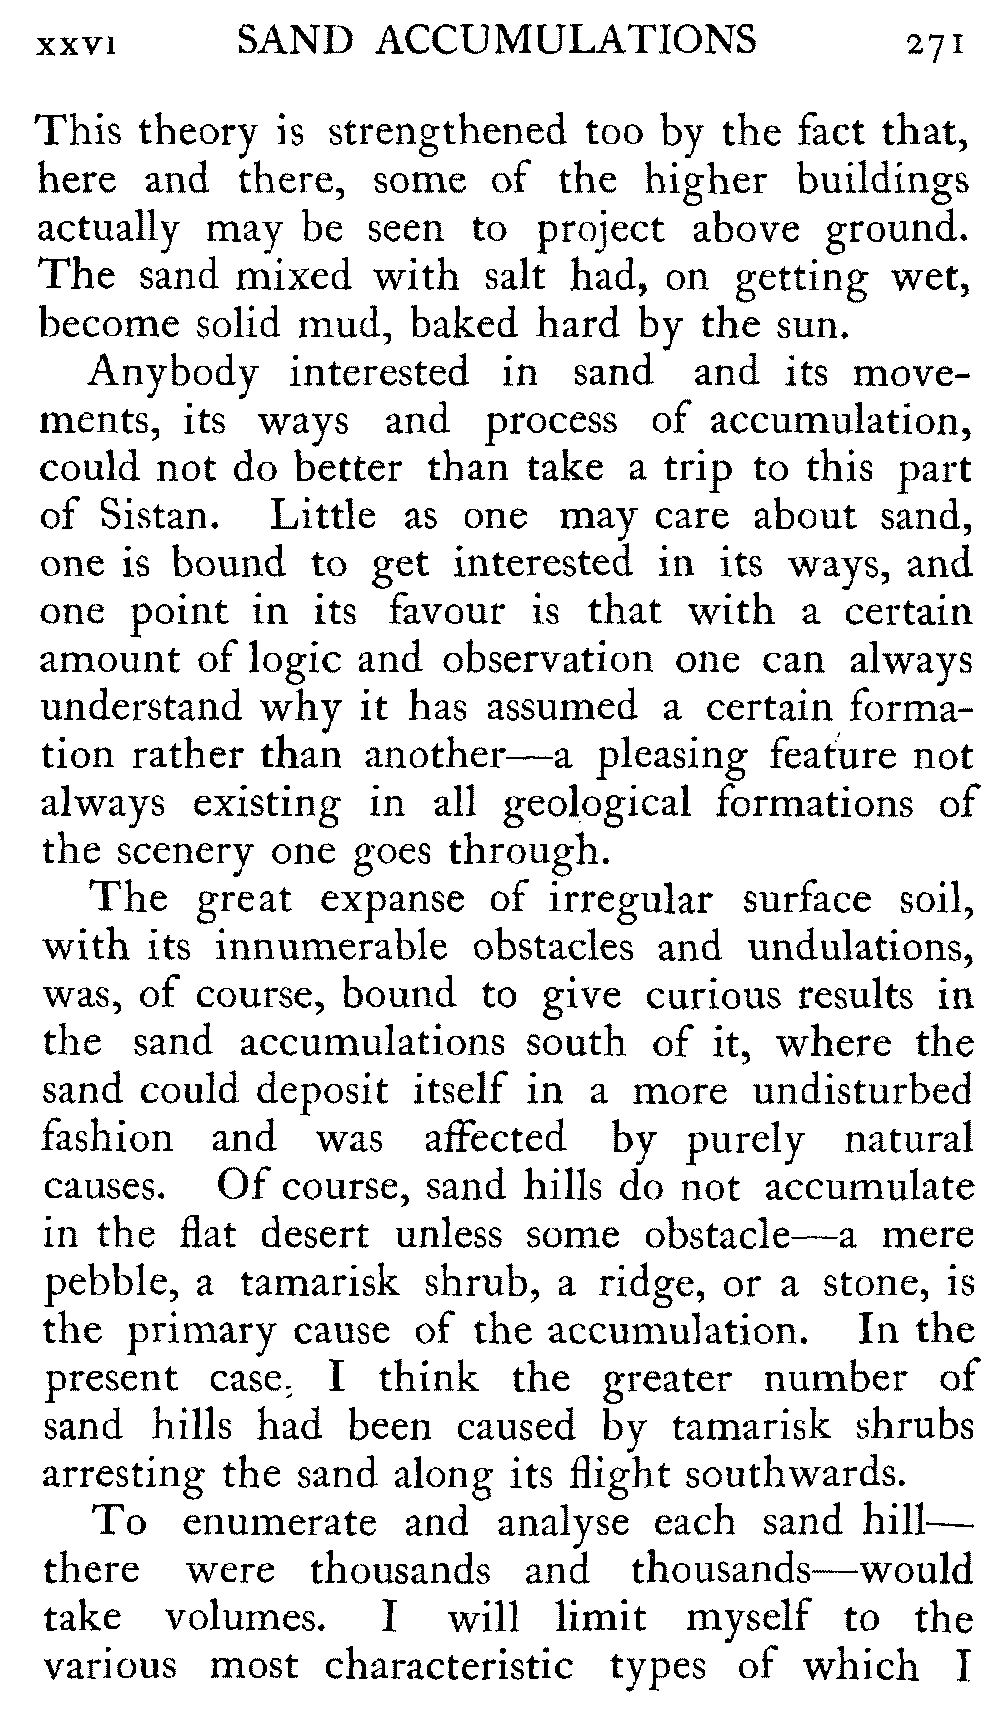 xxvi SAND ACCUMULATIONS 271
This theory is strengthened too by the fact that,
here and there, some of the higher buildings
actually may be seen to project above ground.
The sand mixed with salt had, on getting wet,
become solid mud, baked hard by the sun.
Anybody interested in sand and its move-
ments, its ways and process of accumulation,
could not do better than take a trip to this part
of Sistan. Little as one may care about sand,
one is bound to get interested in its ways, and
one point in its favour is that with a certain
amount of logic and observation one can always
understand why it has assumed a certain forma-
tion rather than another—a pleasing feature not
always existing in all geological formations of
the scenery one goes through.
The great expanse of irregular surface soil,
with its innumerable obstacles and undulations,
was, of course, bound to give curious results in
the sand accumulations south of it, where the
sand could deposit itself in a more undisturbed
fashion and was affected by purely natural
causes. Of course, sand hills do not accumulate
in the flat desert unless some obstacle—a mere
pebble, a tamarisk shrub, a ridge, or a stone, is
the primary cause of the accumulation. In the
present case, I think the greater number of
sand hills had been caused by tamarisk shrubs
arresting the sand along its flight southwards.
To enumerate and analyse each sand hill—
there were thousands and thousands—would
take volumes. I will limit myself to the
various most characteristic types of which I